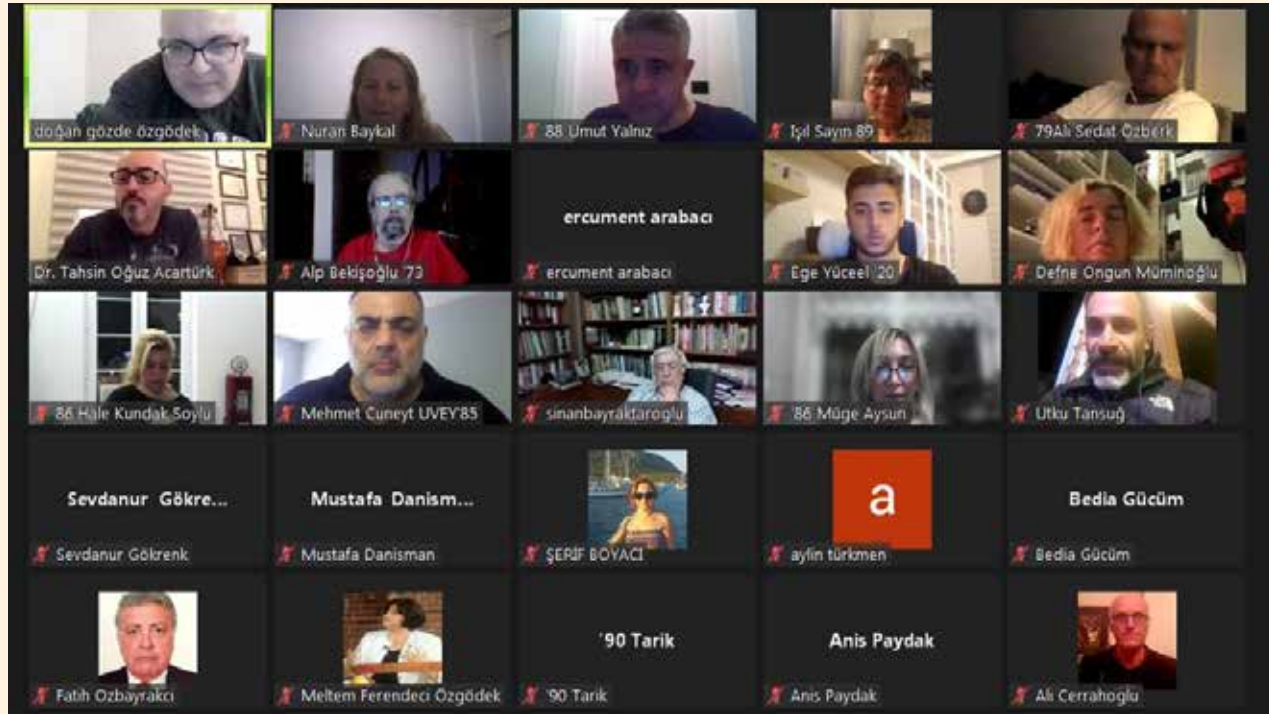 doğan gözde özgödek
Nuran Baykal
88 Umut Yalnız
Işıl Sayın 89
79Ali Sedat Özberk
Dr. Tahsin Oğuz Acartürk
Alp Bekişoğlu '73
ercument arabacı
ercument arabacı
Ege Yüceel '20
Defne Ongun Müminoğlu
86 Hale Kundak Soylu
Mehmet Cuneyt UVEY'85
sinanbayraktaroglu
'86 Müge Aysun
Utku Tansuğ
Sevdanur Gökre...
Sevdanur Gökrenk
Mustafa Danism...
Mustafa Danisman
ŞERİF BOYACI
a
aylin türkmen
Bedia Gücüm
Bedia Gücüm
Fatih Ozbayrakci
Meltem Ferendeci Özgödek
'90 Tarik
'90 Tarik
Anis Paydak
Anis Paydak
Ali Cerrahoglu